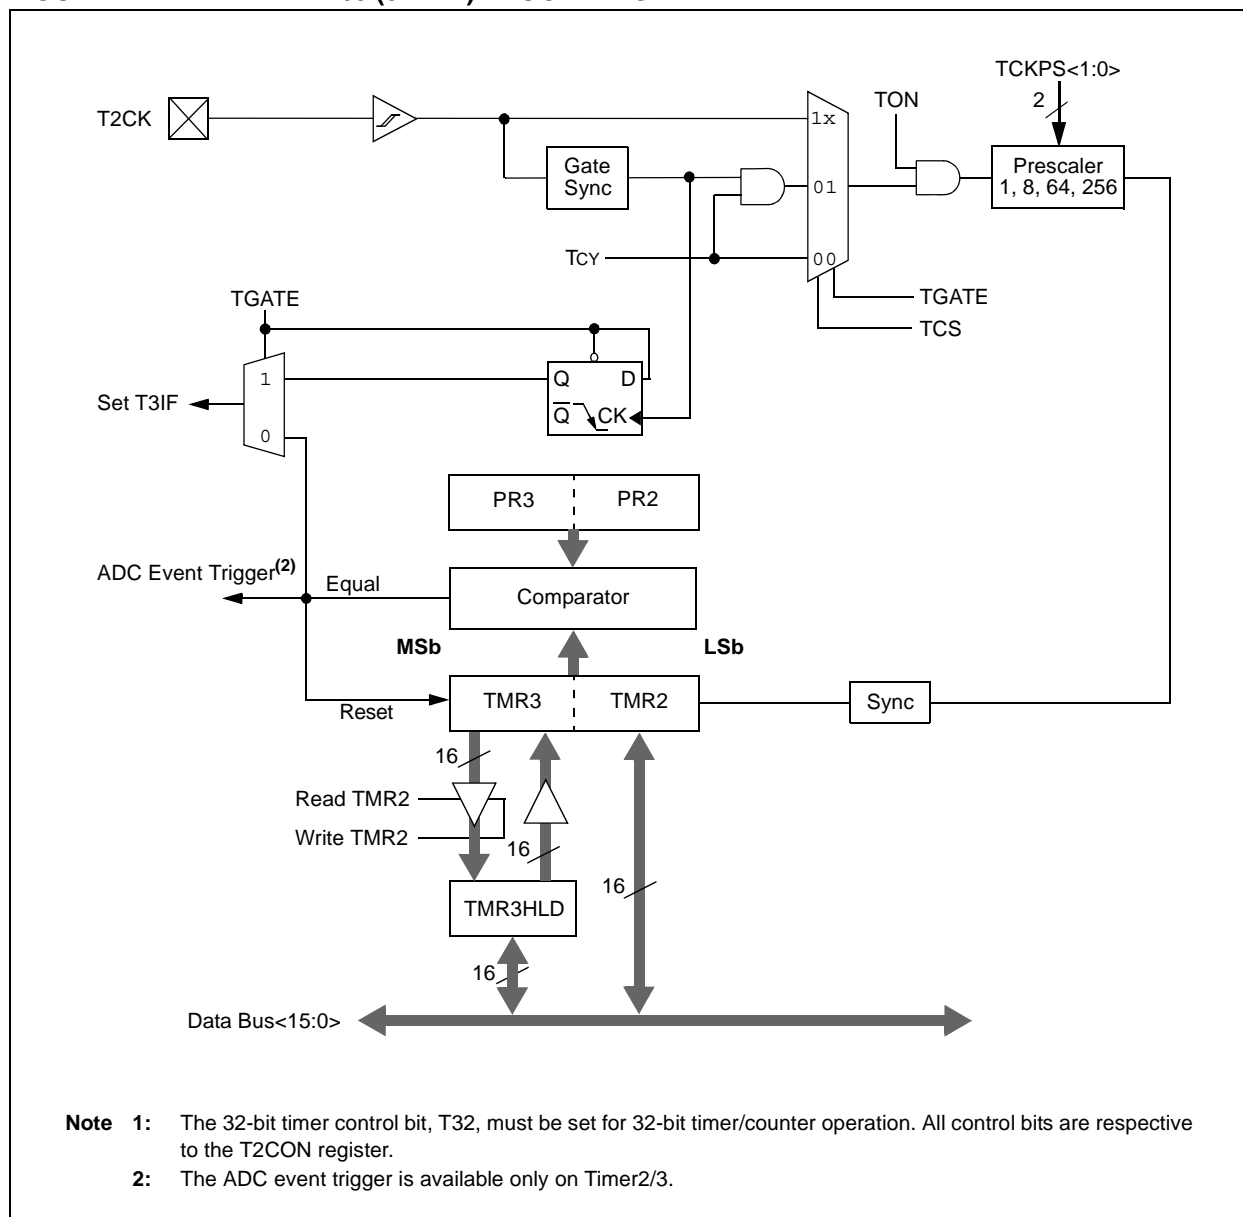 TCKPS<1:0>
2
TON
T2CK
1x
Gate
Sync
Prescaler
1, 8, 64, 256
01
TCY
00
TGATE
TCS
TGATE
1
Q D
Set T3IF
Q CK
0
PR3 PR2
ADC Event Trigger(2)
Equal
Comparator
MSb LSb
TMR3 TMR2
Sync
Reset
16
Read TMR2
Write TMR2
16
16
TMR3HLD
16
Data Bus<15:0>
Note 1: The 32-bit timer control bit, T32, must be set for 32-bit timer/counter operation. All control bits are respective
to the T2CON register.
2: The ADC event trigger is available only on Timer2/3.